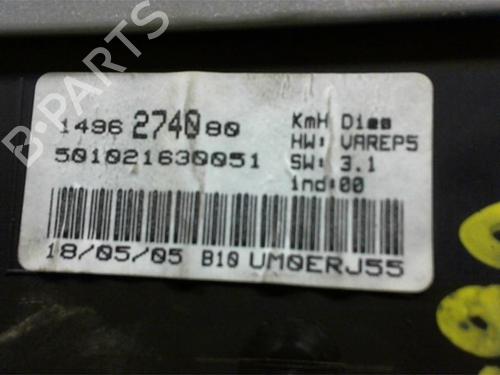 B-PARTS
1496 2740 80
501021630051
KmH Dies
HW: VAREP5
SW: 3.1
ind:00
18/05/05 B10 UM0ERJ55